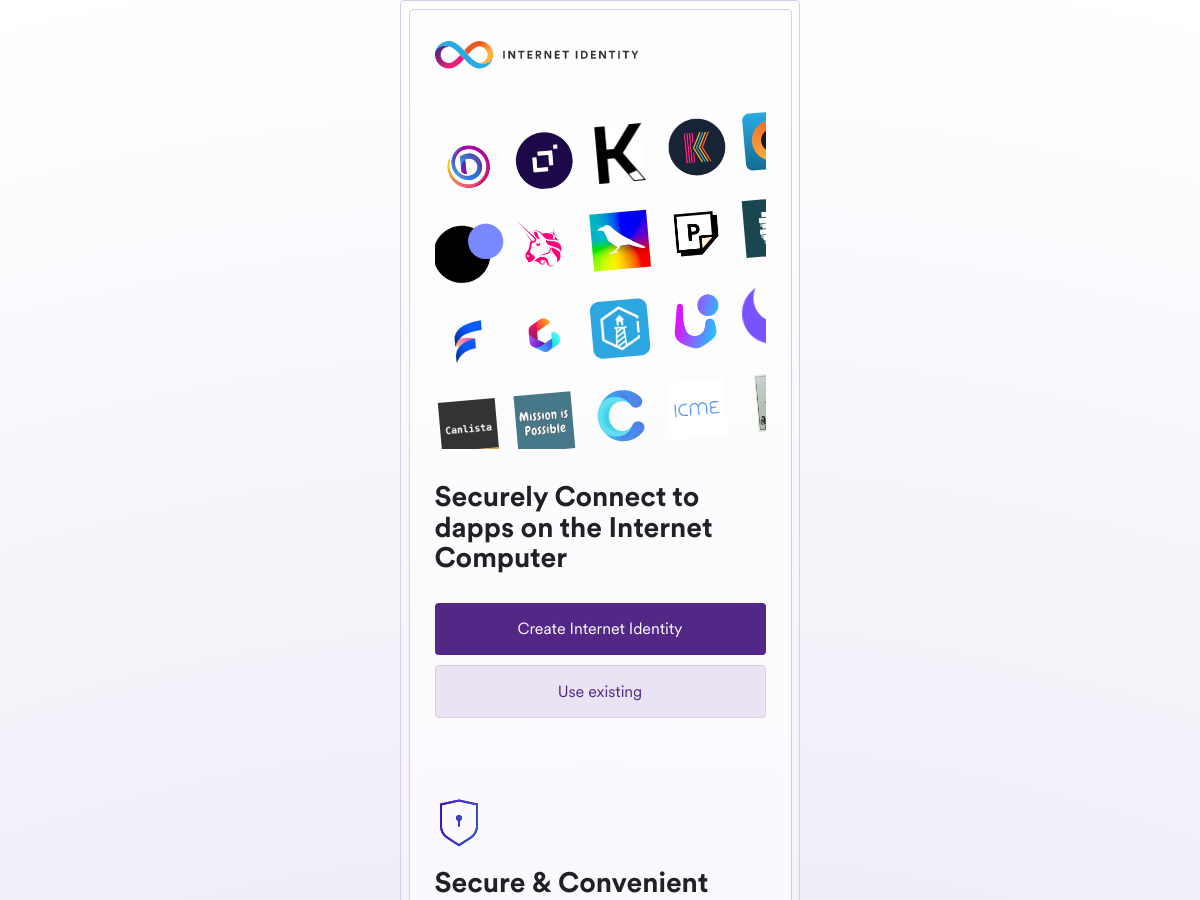 INTERNET IDENTITY
D
K
K
P
Canlista
Mission is
Possible
C
ICME
Securely Connect to
dapps on the Internet
Computer
Create Internet Identity
Use existing
Secure & Convenient